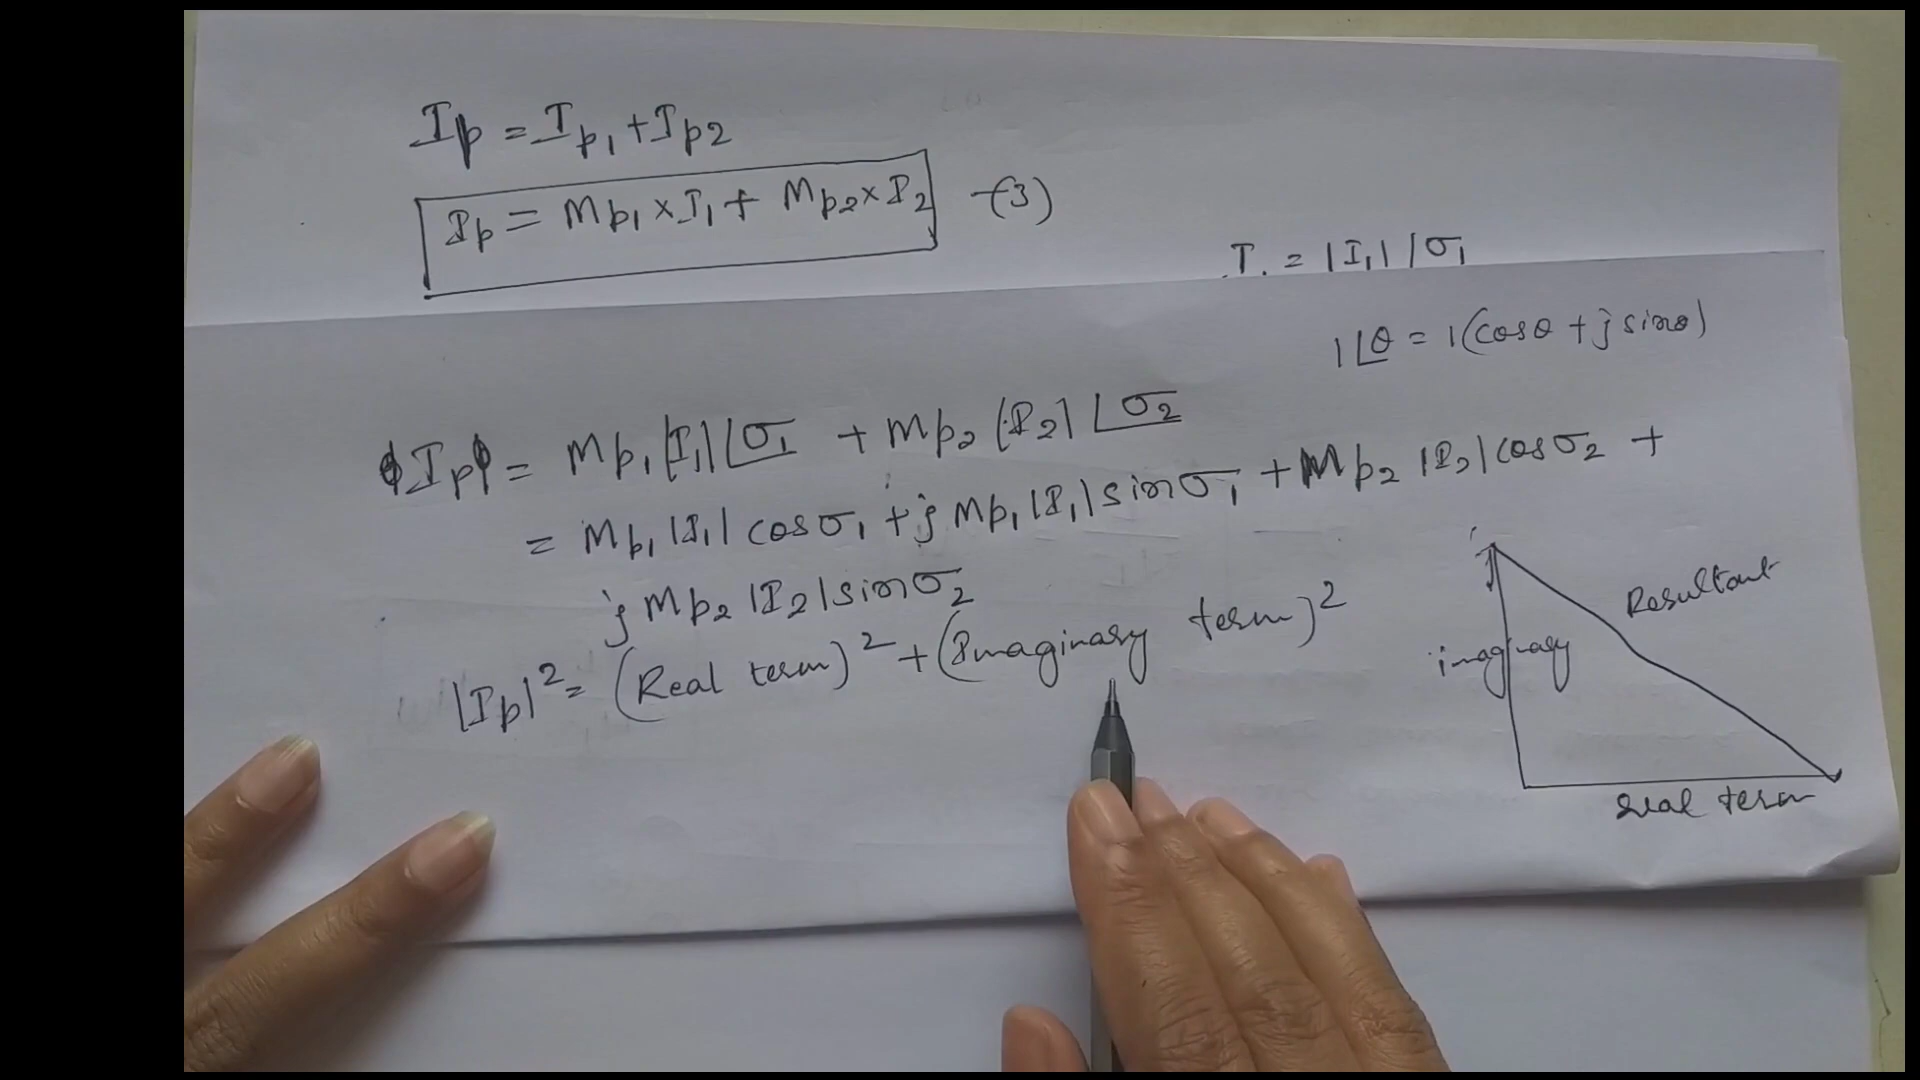 Ip = Ip1 + Ip2
Ip = Mp1 × I1 + Mp2 × I2 -(3)
I1 = |I1| ∠σ1
1∠θ = 1(cosθ + j sinθ)
Ip = Mp1 |I1| ∠σ1 + Mp2 |I2| ∠σ2
= Mp1 |I1| cosσ1 + j Mp1 |I1| sinσ1 + Mp2 |I2| cosσ2 +
j Mp2 |I2| sinσ2
|Ip|² = (Real term)² + (Imaginary term)²
Resultant
imaginary
real term